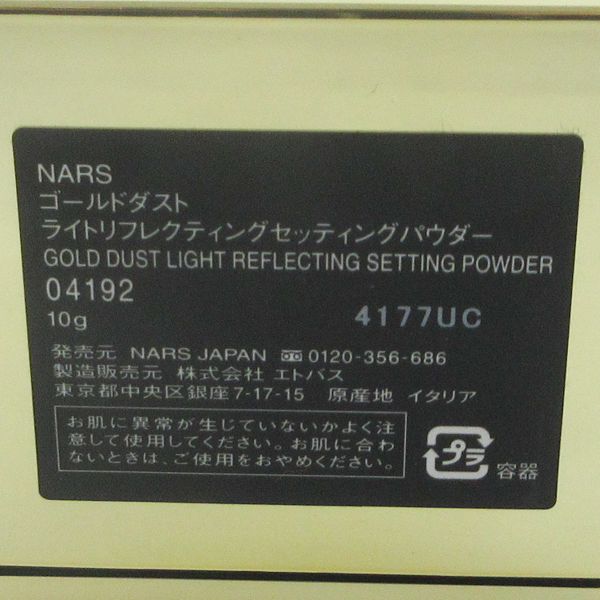 NARS
ゴールドダスト
ライトリフレクティングセッティングパウダー
GOLD DUST LIGHT REFLECTING SETTING POWDER
04192
10g 4177UC
発売元 NARS JAPAN 0120-356-686
製造販売元 株式会社 エトバス
東京都中央区銀座7-17-15 原産地 イタリア
お肌に異常が生じていないかよく注
意して使用してください。お肌に合わ
ないときは、ご使用をおやめください。
プラ
容器